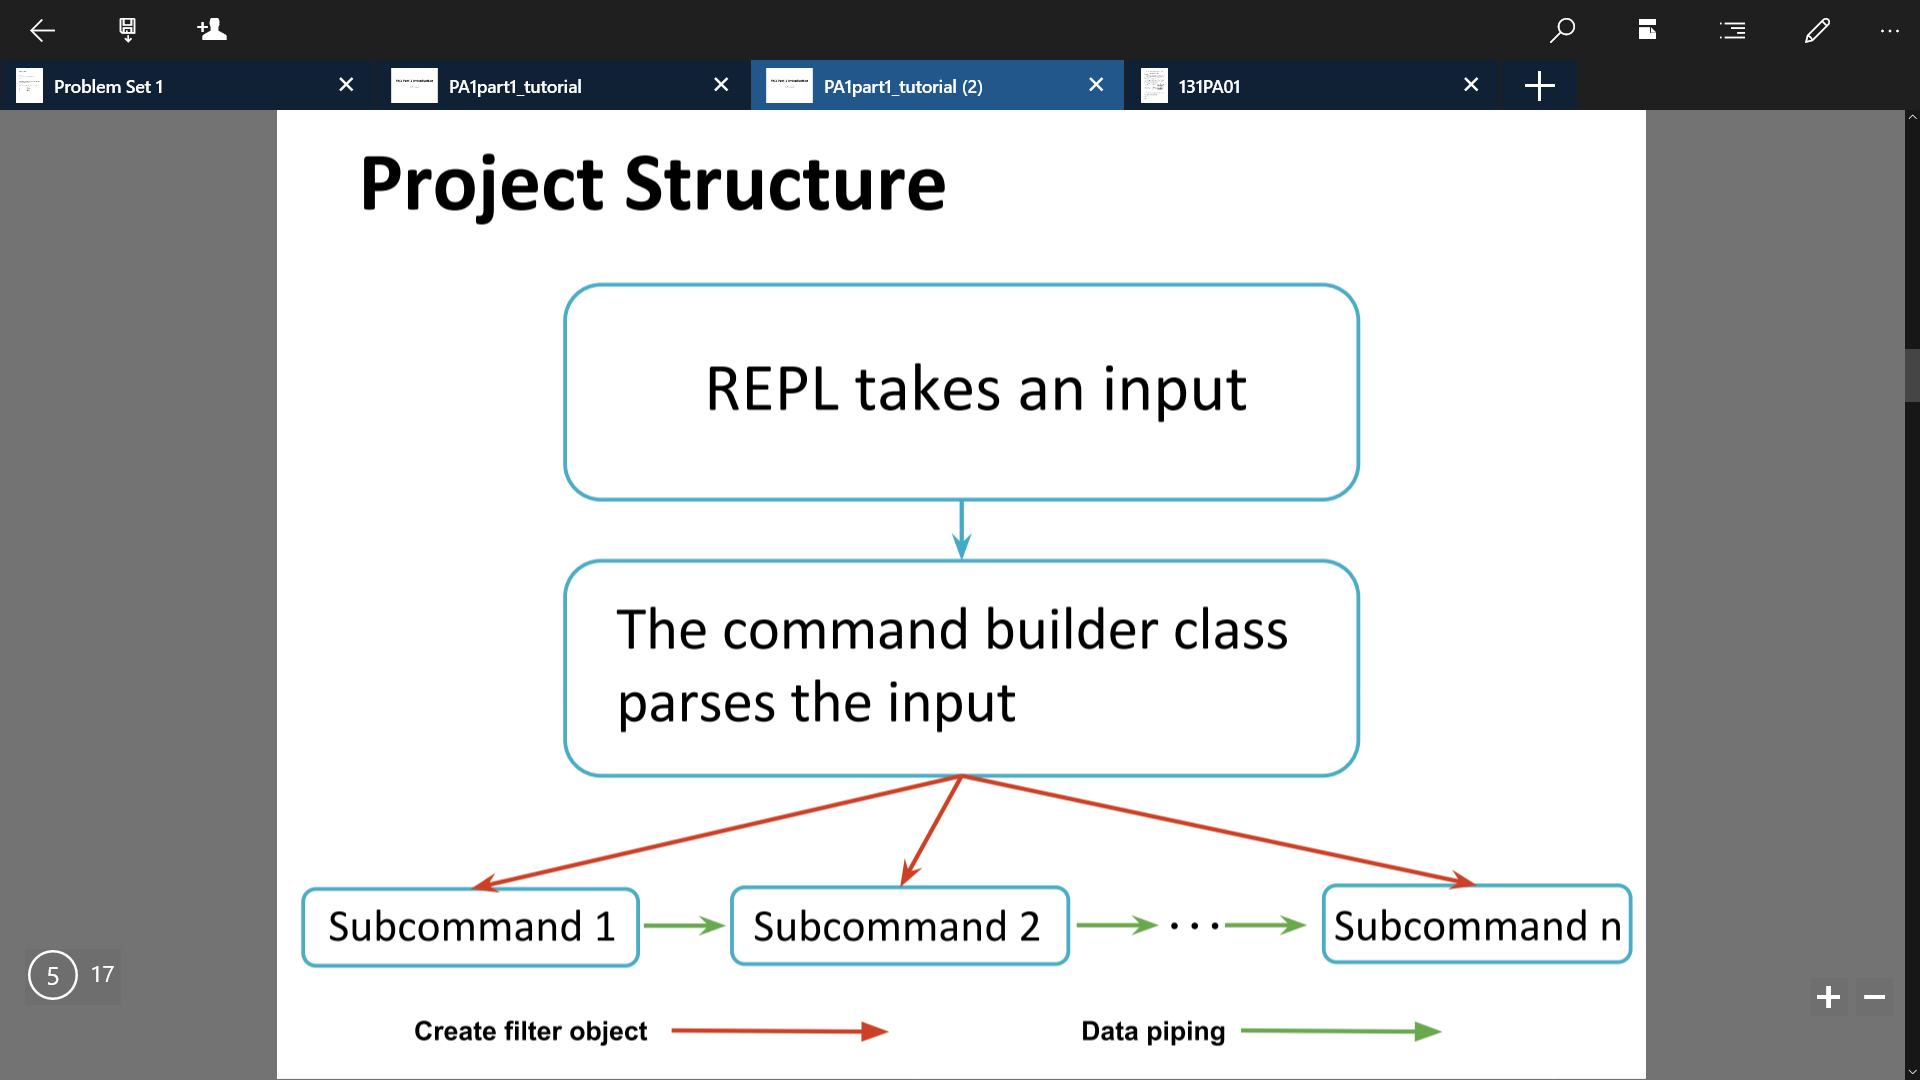 Problem Set 1
PA1part1_tutorial
PA1part1_tutorial (2)
131PA01
Project Structure
REPL takes an input
The command builder class
parses the input
Subcommand 1
Subcommand 2
...
Subcommand n
5 17
Create filter object
Data piping